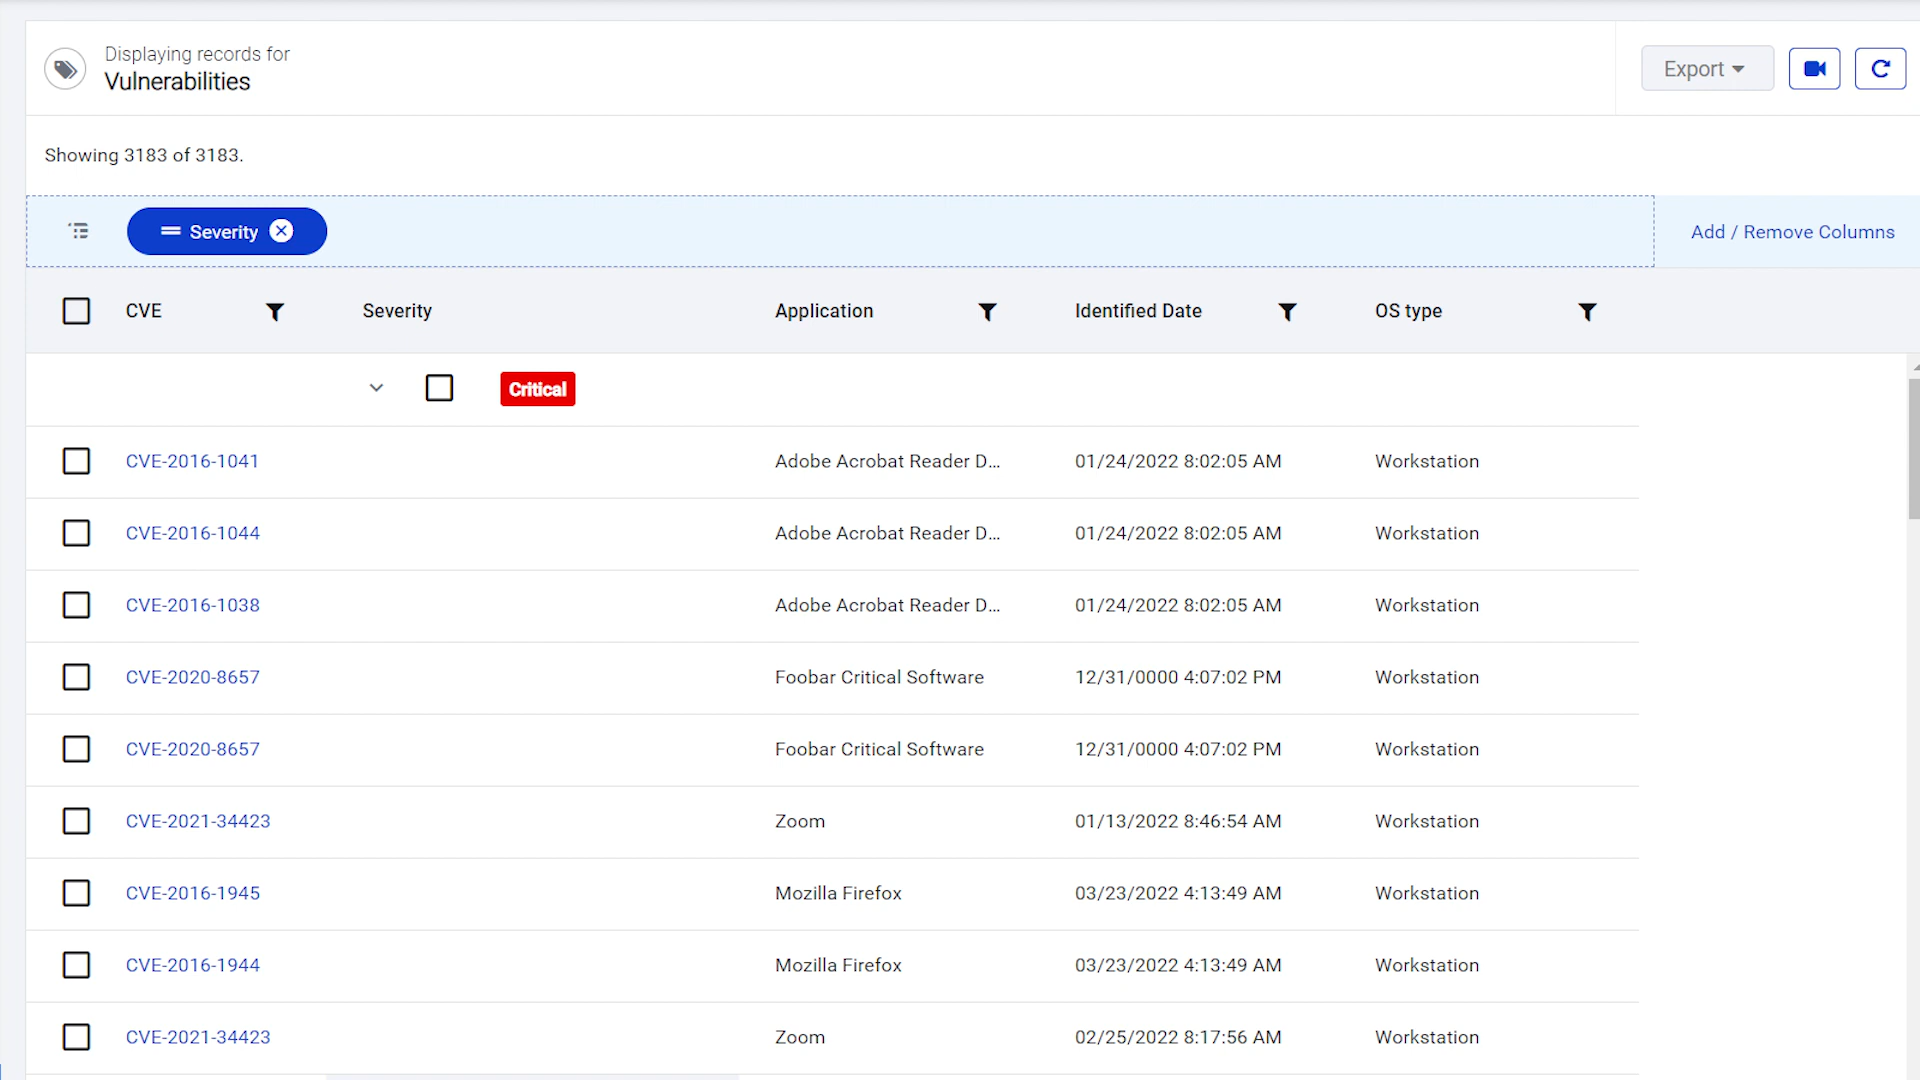 Displaying records for
Vulnerabilities
Export
Showing 3183 of 3183.
Severity
Add / Remove Columns
CVE Severity Application Identified Date OS type
Critical
CVE-2016-1041 Adobe Acrobat Reader D... 01/24/2022 8:02:05 AM Workstation
CVE-2016-1044 Adobe Acrobat Reader D... 01/24/2022 8:02:05 AM Workstation
CVE-2016-1038 Adobe Acrobat Reader D... 01/24/2022 8:02:05 AM Workstation
CVE-2020-8657 Foobar Critical Software 12/31/0000 4:07:02 PM Workstation
CVE-2020-8657 Foobar Critical Software 12/31/0000 4:07:02 PM Workstation
CVE-2021-34423 Zoom 01/13/2022 8:46:54 AM Workstation
CVE-2016-1945 Mozilla Firefox 03/23/2022 4:13:49 AM Workstation
CVE-2016-1944 Mozilla Firefox 03/23/2022 4:13:49 AM Workstation
CVE-2021-34423 Zoom 02/25/2022 8:17:56 AM Workstation